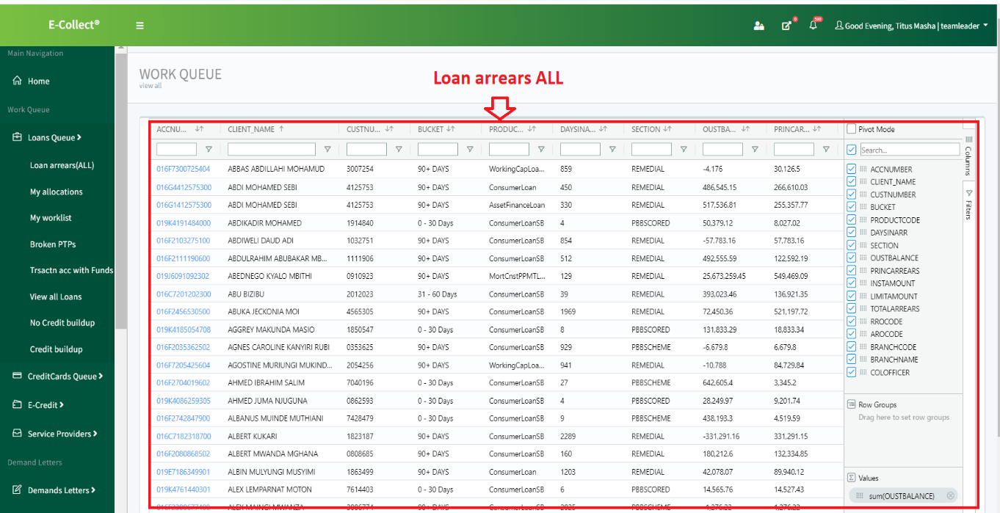 E-Collect®
0
530
Good Evening, Titus Masha | teamleader
Main Navigation
Home
Work Queue
Loans Queue
Loan arrears(ALL)
My allocations
My worklist
Broken PTPs
Trsactn acc with Funds
View all Loans
No Credit buildup
Credit buildup
CreditCards Queue
E-Credit
Service Providers
Demand Letters
Demands Letters
WORK QUEUE
view all
Loan arrears ALL
ACCNU... CLIENT_NAME CUSTNU... BUCKET PRODUC... DAYSINA... SECTION OUSTBA... PRINCAR...
016F7300725404 ABBAS ABDILLAHI MOHAMUD 3007254 90+ DAYS WorkingCapLoa... 859 REMEDIAL -4,176 30,126.5
016G4412575300 ABDI MOHAMED SEBI 4125753 90+ DAYS ConsumerLoan 450 REMEDIAL 486,545.15 266,610.03
016G1412575300 ABDI MOHAMED SEBI 4125753 90+ DAYS AssetFinanceLoan 330 REMEDIAL 517,536.81 255,357.77
019K4191484000 ABDIKADIR MOHAMED 1914840 0 - 30 Days ConsumerLoanSB 4 PBBSCORED 50,379.12 8,027.02
016F2103275100 ABDIWELI DAUD ADI 1032751 90+ DAYS ConsumerLoanSB 854 REMEDIAL -57,783.16 57,783.16
016F2111190600 ABDULRAHIM ABUBAKAR MB... 1111906 90+ DAYS ConsumerLoanSB 512 REMEDIAL 492,555.59 122,592.19
019J6091092302 ABEDNEGO KYALO MBITHI 0910923 90+ DAYS MortCnstPPMTL... 129 REMEDIAL 25,673,259.45 549,469.09
016C7201202300 ABU BIZIBU 2012023 31 - 60 Days ConsumerLoanSB 39 REMEDIAL 393,023.46 136,921.35
016F2456530500 ABUKA JECKONIA MOI 4565305 90+ DAYS ConsumerLoanSB 1969 REMEDIAL 72,450.36 521,197.72
019K4185054708 AGGREY MAKUNDA MASIO 1850547 0 - 30 Days ConsumerLoanSB 8 PBBSCORED 131,833.29 18,833.34
016F2035362502 AGNES CAROLINE KANYIRI RUBI 0353625 90+ DAYS ConsumerLoanSB 929 PBBSCHEME -6,679.8 6,679.8
016F7205425604 AGOSTINE MURIUNGI MUKIND... 2054256 90+ DAYS WorkingCapLoa... 941 REMEDIAL -10.788 84,729.84
016F2704019602 AHMED IBRAHIM SALIM 7040196 0 - 30 Days ConsumerLoanSB 27 PBBSCHEME 642,605.4 3,345.2
019K4086259305 AHMED JUMA NJUGUNA 0862593 0 - 30 Days ConsumerLoanSB 4 PBBSCORED 28,249.97 9,201.74
016F2742847900 ALBANUS MUINDE MUTHIANI 7428479 0 - 30 Days ConsumerLoanSB 9 PBBSCHEME 438,193.3 4,519.59
016C7182318700 ALBERT KUKARI 1823187 90+ DAYS ConsumerLoanSB 2289 REMEDIAL -331,291.16 331,291.15
016F2080868502 ALBERT MWANDA MGHANA 0808685 90+ DAYS ConsumerLoanSB 160 REMEDIAL 180,212.6 132,334.85
019E7186349901 ALBIN MULYUNGI MUSYIMI 1863499 90+ DAYS ConsumerLoan 1203 REMEDIAL 42,078.07 89,940.12
019K4761440301 ALEX LEMPARNAT MOTON 7614403 0 - 30 Days ConsumerLoanSB 6 PBBSCORED 14,565.76 14,527.43
Pivot Mode
Search...
ACCNUMBER
CLIENT_NAME
CUSTNUMBER
BUCKET
PRODUCTCODE
DAYSINARR
SECTION
OUSTBALANCE
PRINCARREARS
INSTAMOUNT
LIMITAMOUNT
TOTALARREARS
RROCODE
AROCODE
BRANCHCODE
BRANCHNAME
COLOFFICER
Row Groups
Drag here to set row groups
Values
sum(OUSTBALANCE)
Columns
Filters